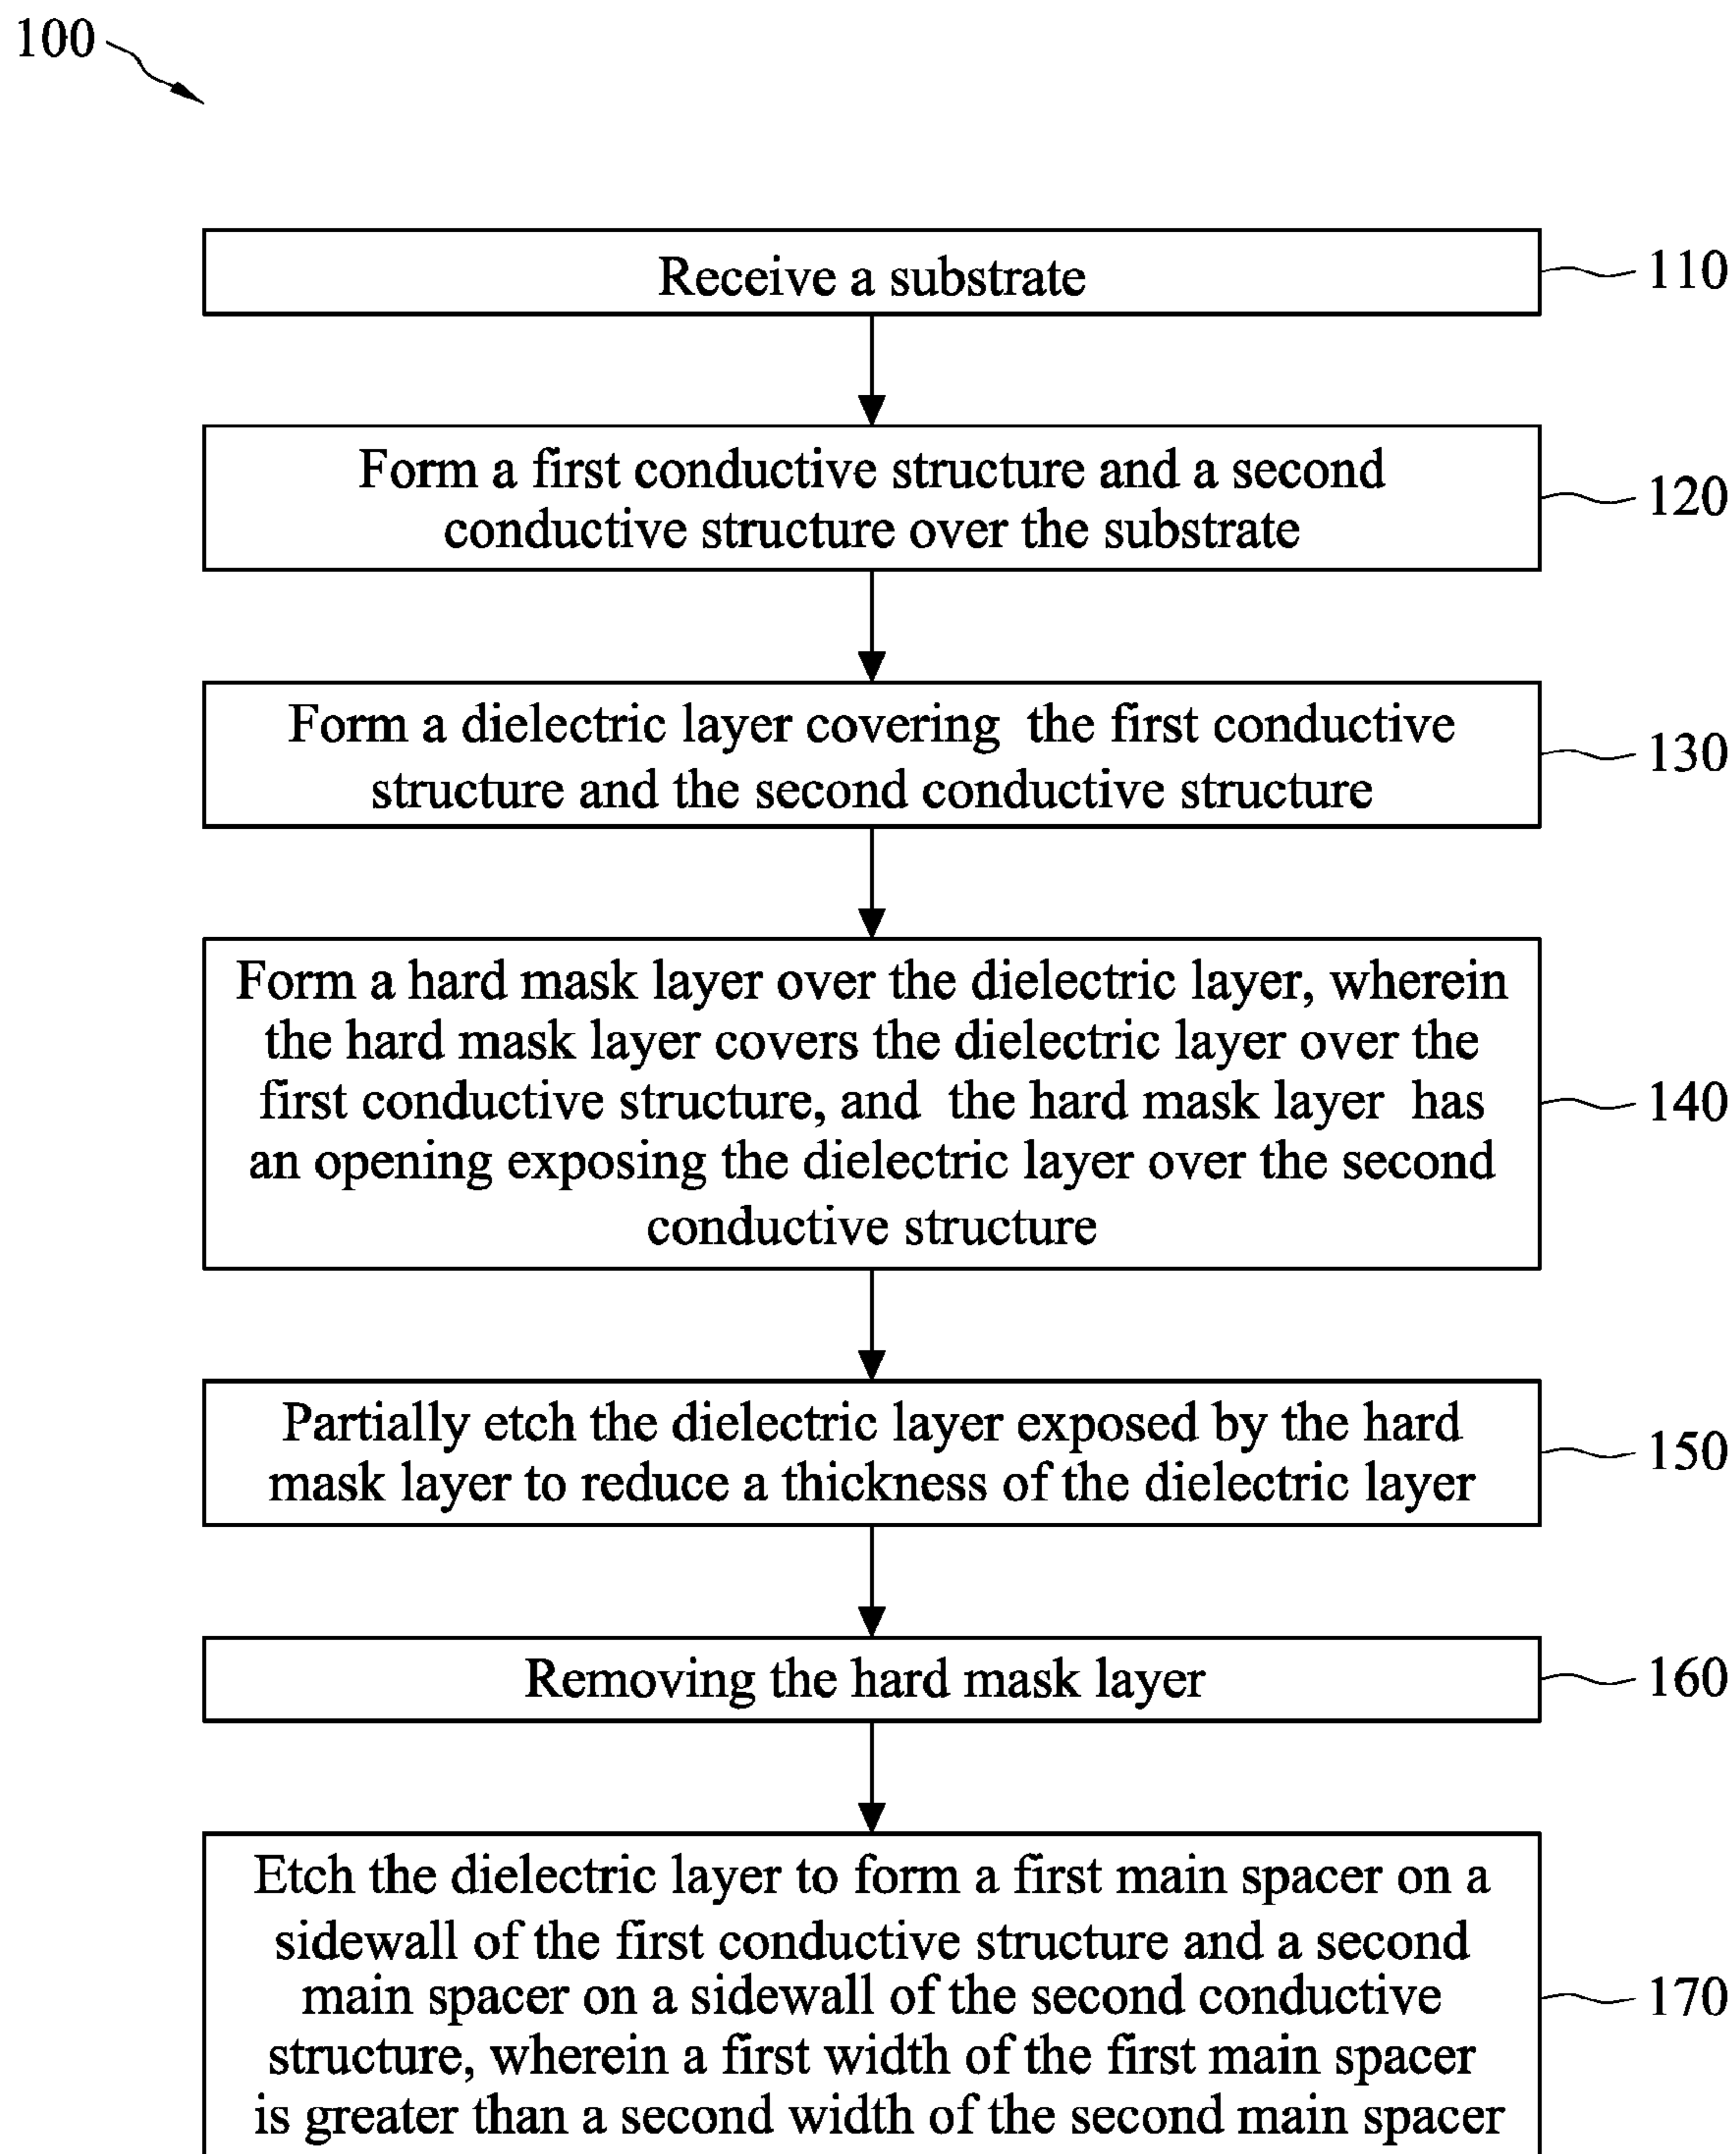 100
Receive a substrate
110
Form a first conductive structure and a second
conductive structure over the substrate
120
Form a dielectric layer covering the first conductive
structure and the second conductive structure
130
Form a hard mask layer over the dielectric layer, wherein
the hard mask layer covers the dielectric layer over the
first conductive structure, and the hard mask layer has
an opening exposing the dielectric layer over the second
conductive structure
140
Partially etch the dielectric layer exposed by the hard
mask layer to reduce a thickness of the dielectric layer
150
Removing the hard mask layer
160
Etch the dielectric layer to form a first main spacer on a
sidewall of the first conductive structure and a second
main spacer on a sidewall of the second conductive
structure, wherein a first width of the first main spacer
is greater than a second width of the second main spacer
170